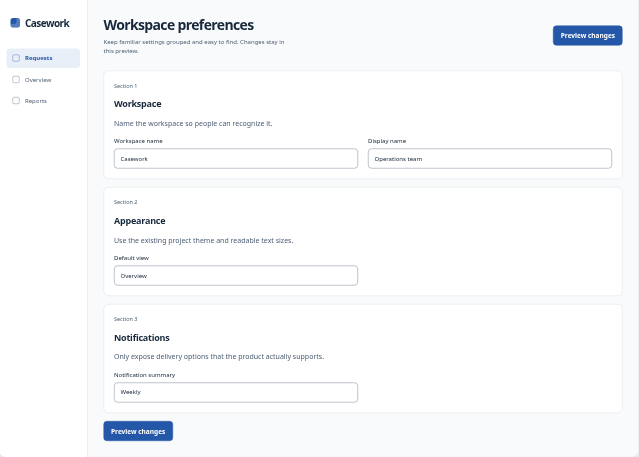 Casework
Requests
Overview
Reports
Workspace preferences
Keep familiar settings grouped and easy to find. Changes stay in
this preview.
Preview changes
Section 1
Workspace
Name the workspace so people can recognize it.
Workspace name
Display name
Casework
Operations team
Section 2
Appearance
Use the existing project theme and readable text sizes.
Default view
Overview
Section 3
Notifications
Only expose delivery options that the product actually supports.
Notification summary
Weekly
Preview changes